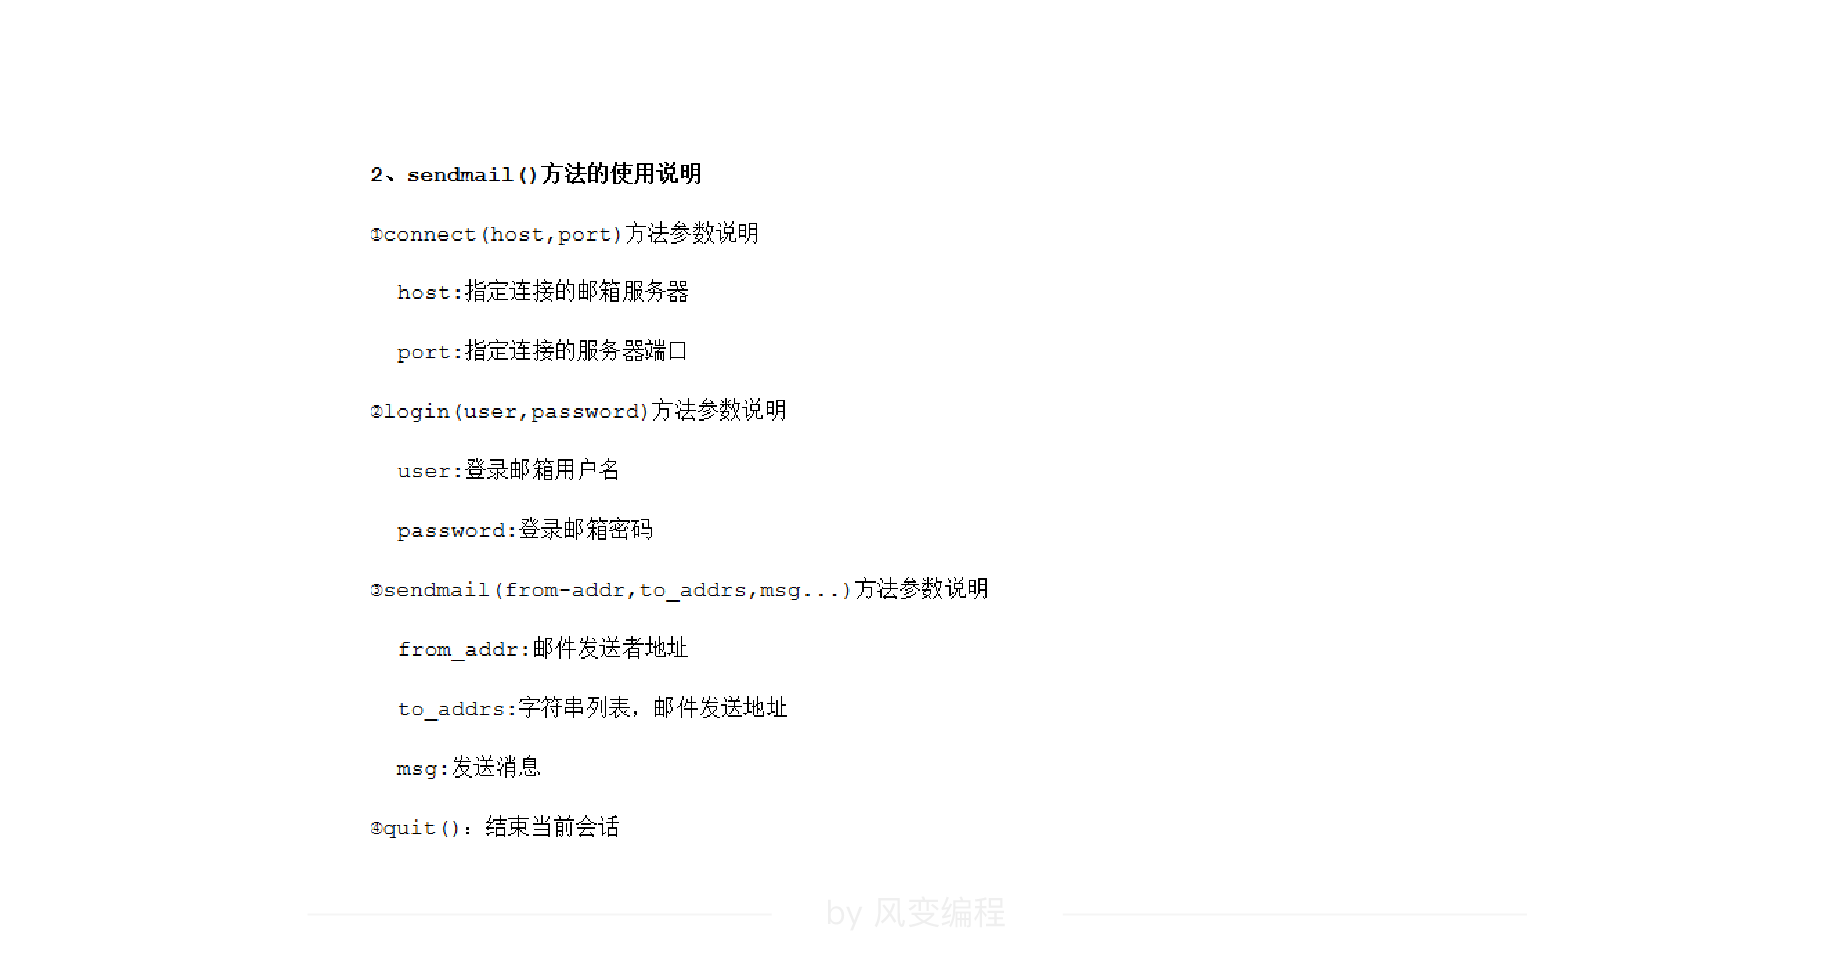 2、sendmail()方法的使用说明
①connect(host,port)方法参数说明
host:指定连接的邮箱服务器
port:指定连接的服务器端口
②login(user,password)方法参数说明
user:登录邮箱用户名
password:登录邮箱密码
③sendmail(from-addr,to_addrs,msg...)方法参数说明
from_addr:邮件发送者地址
to_addrs:字符串列表，邮件发送地址
msg:发送消息
④quit()：结束当前会话
by 风变编程